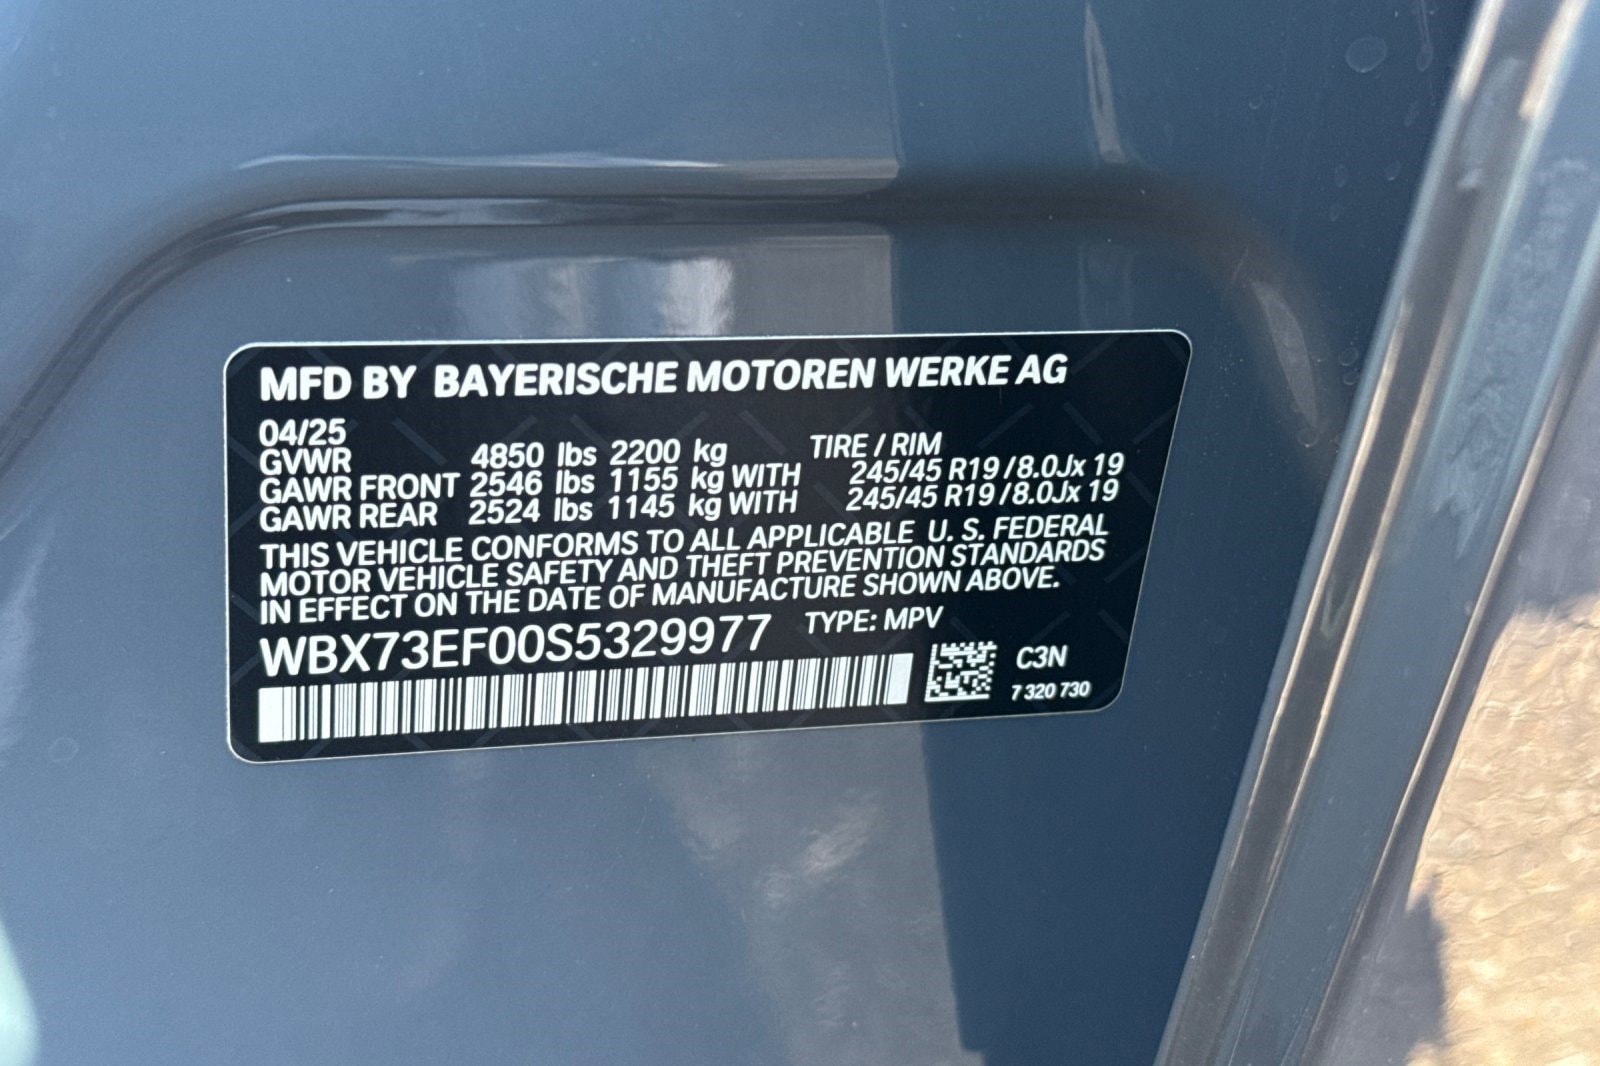 MFD BY BAYERISCHE MOTOREN WERKE AG
04/25
GVWR 4850 lbs 2200 kg TIRE / RIM
GAWR FRONT 2546 lbs 1155 kg WITH 245/45 R19 / 8.0Jx 19
GAWR REAR 2524 lbs 1145 kg WITH 245/45 R19 / 8.0Jx 19
THIS VEHICLE CONFORMS TO ALL APPLICABLE U. S. FEDERAL
MOTOR VEHICLE SAFETY AND THEFT PREVENTION STANDARDS
IN EFFECT ON THE DATE OF MANUFACTURE SHOWN ABOVE.
WBX73EF00S5329977 TYPE: MPV
C3N
7 320 730